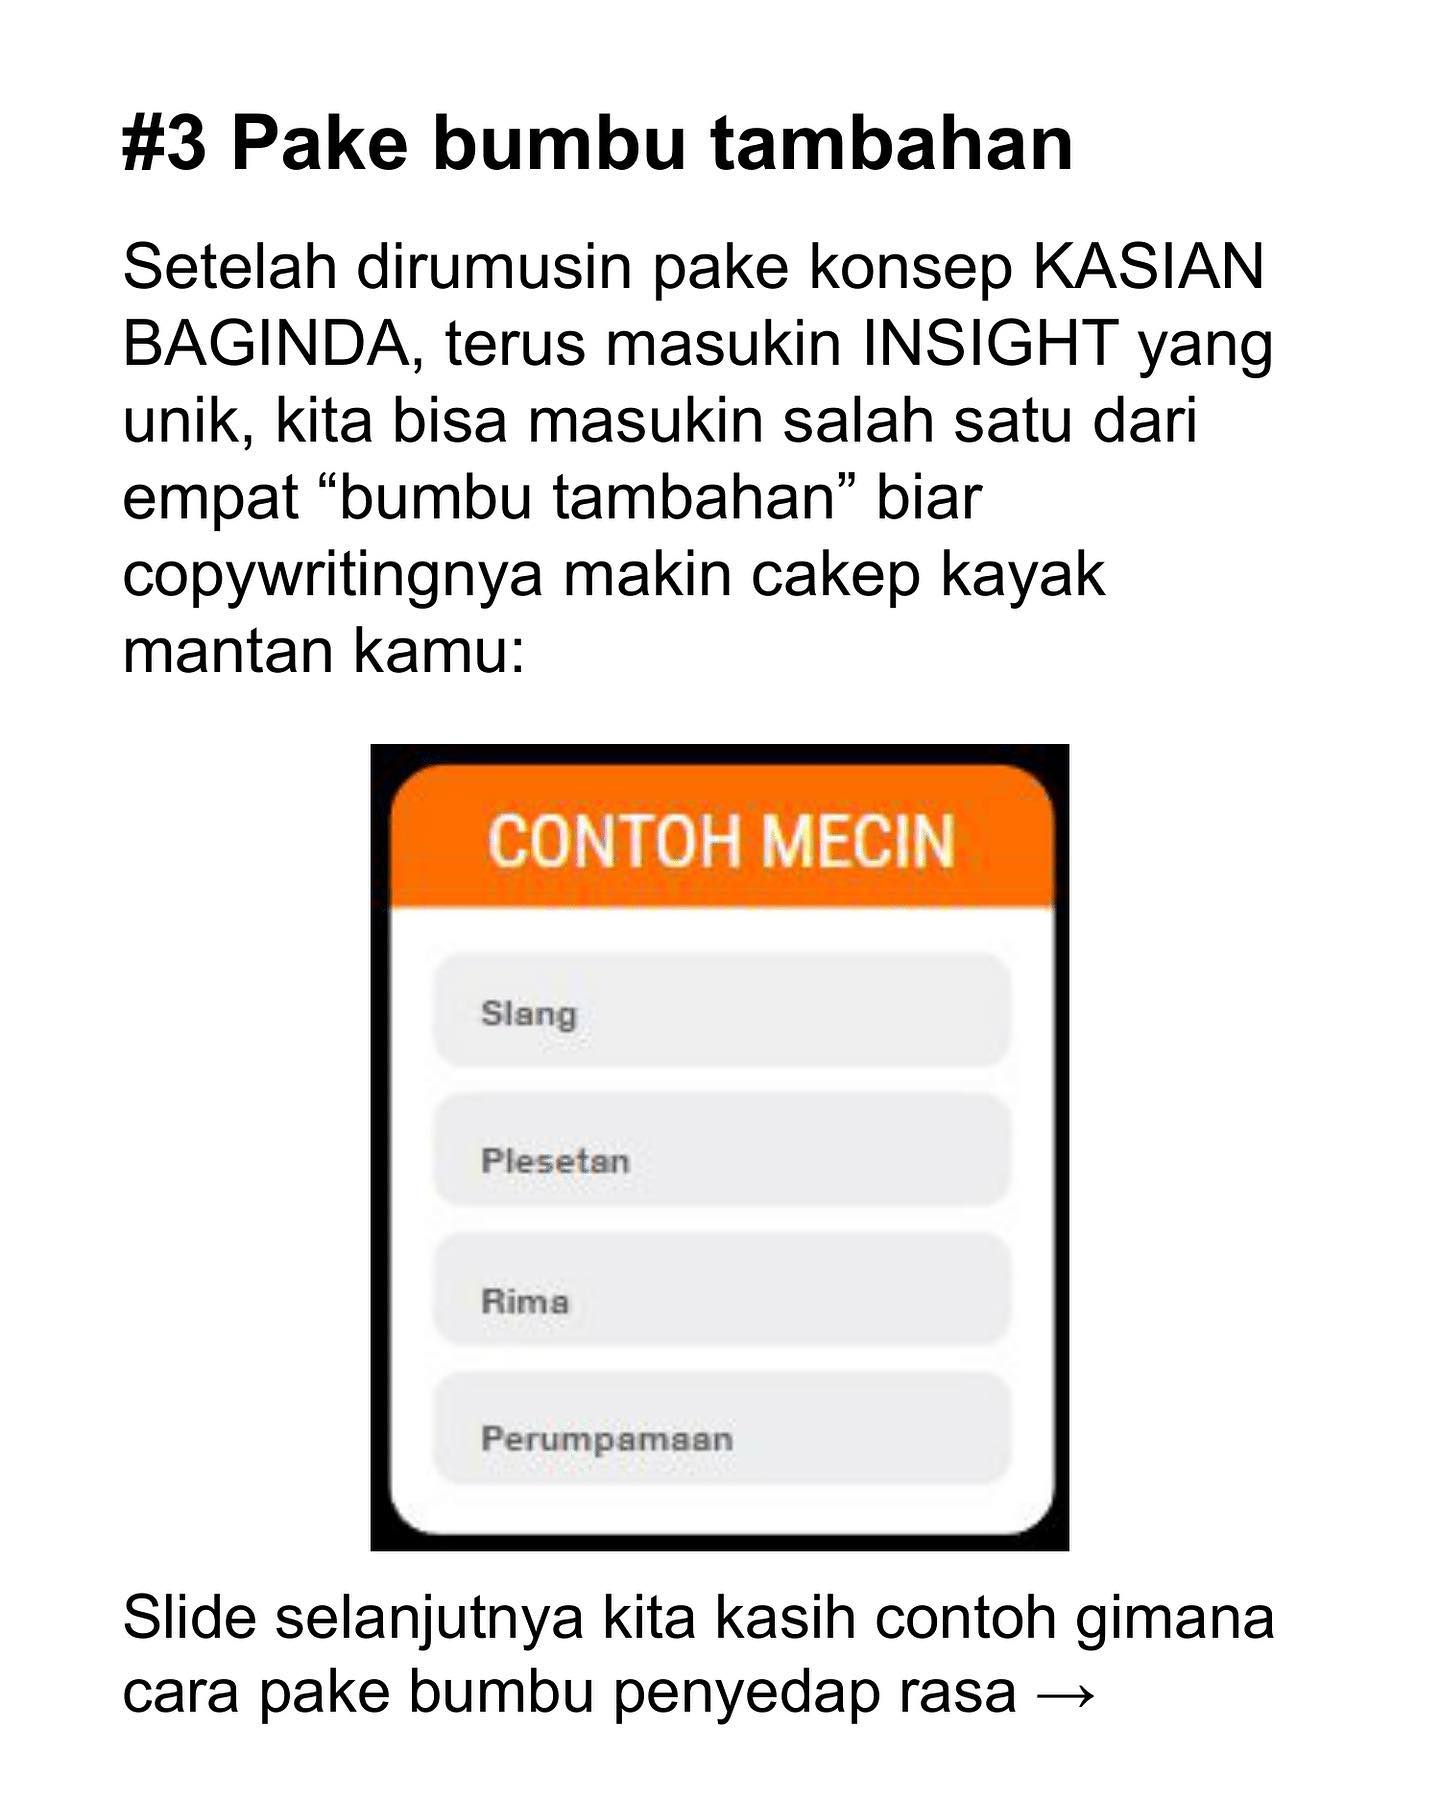 #3 Pake bumbu tambahan
Setelah dirumusin pake konsep KASIAN
BAGINDA, terus masukin INSIGHT yang
unik, kita bisa masukin salah satu dari
empat “bumbu tambahan” biar
copywritingnya makin cakep kayak
mantan kamu:
CONTOH MECIN
Slang
Plesetan
Rima
Perumpamaan
Slide selanjutnya kita kasih contoh gimana
cara pake bumbu penyedap rasa →